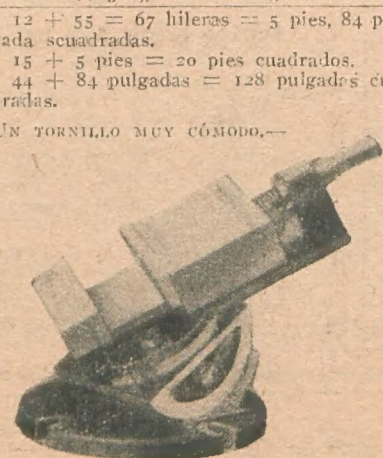 12 + 55 = 67 hileras = 5 pies, 84 p
ada scuadradas.
15 + 5 pies = 20 pies cuadrados.
44 + 84 pulgadas = 128 pulgadas cu
radas.
UN TORNILLO MUY CÓMODO.—